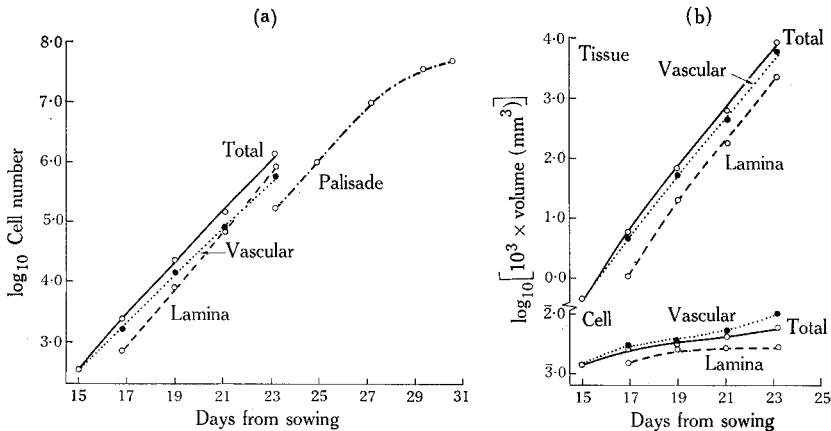 (a)
8·0
7·0
6·0
5·0
4·0
3·0
log10 Cell number
Total
Vascular
Lamina
Palisade
15 17 19 21 23 25 27 29 31
Days from sowing
(b)
4·0
3·0
2·0
1·0
0·0
2̄·0
3̄·0
log10[10³ × volume (mm³)]
Tissue
Total
Vascular
Lamina
Cell
Vascular
Total
Lamina
15 17 19 21 23 25
Days from sowing